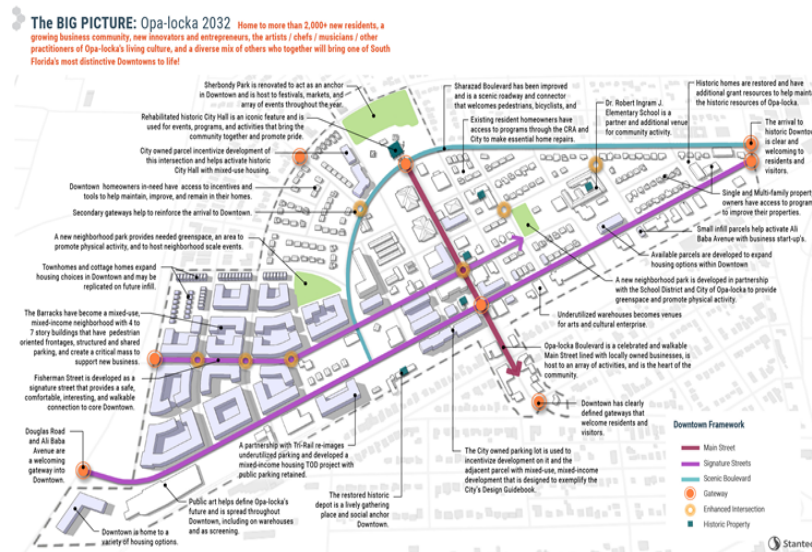 The BIG PICTURE: Opa-locka 2032 Home to more than 2,000+ new residents, a
growing business community, new innovators and entrepreneurs, the artists / chefs / musicians / other
practitioners of Opa-locka's living culture, and a diverse mix of others who together will bring one of South
Florida's most distinctive Downtowns to life!
Sherbondy Park is renovated to act as an anchor
in Downtown and is host to festivals, markets, and
array of events throughout the year.
Rehabilitated historic City Hall is an iconic feature and is
used for events, programs, and activities that bring the
community together and promote pride.
City owned parcel incentivize development of
this intersection and helps activate historic
City Hall with mixed-use housing.
Downtown homeowners in-need have access to incentives and
tools to help maintain, improve, and remain in their homes.
Secondary gateways help to reinforce the arrival to Downtown.
A new neighborhood park provides needed greenspace, an area to
promote physical activity, and to host neighborhood scale events.
Townhomes and cottage homes expand
housing choices in Downtown and may be
replicated on future infill.
The Barracks have become a mixed-use,
mixed-income neighborhood with 4 to
7 story buildings that have pedestrian
oriented frontages, structured and shared
parking, and create a critical mass to
support new business.
Fisherman Street is developed as a
signature street that provides a safe,
comfortable, interesting, and walkable
connection to core Downtown.
Douglas Road
and Ali Baba
Avenue are
a welcoming
gateway into
Downtown.
Downtown is home to a
variety of housing options.
Public art helps define Opa-locka's
future and is spread throughout
Downtown, including on warehouses
and as screening.
A partnership with Tri-Rail re-images
underutilized parking and developed a
mixed-income housing TOD project with
public parking retained.
The restored historic
depot is a lively gathering
place and social anchor
Downtown.
The City owned parking lot is used to
incentivize development on it and the
adjacent parcel with mixed-use, mixed-income
development that is designed to exemplify the
City's Design Guidebook.
Sharazad Boulevard has been improved
and is a scenic roadway and connector
that welcomes pedestrians, bicyclists, and
Existing resident homeowners have
access to programs through the CRA and
City to make essential home repairs.
Dr. Robert Ingram J.
Elementary School is a
partner and additional venue
for community activity.
Historic homes are restored and have
additional grant resources to help maint
the historic resources of Opa-locka.
The arrival to
historic Downto
is clear and
welcoming to
residents and
visitors.
Single and Multi-family property
owners have access to program
to improve their properties.
Small infill parcels help activate Ali
Baba Avenue with business start-up's.
Available parcels are developed to expand
housing options within Downtown
A new neighborhood park is developed in partnership
with the School District and City of Opa-locka to provide
greenspace and promote physical activity.
Underutilized warehouses becomes venues
for arts and cultural enterprise.
Opa-locka Boulevard is a celebrated and walkable
Main Street lined with locally owned businesses, is
host to an array of activities, and is the heart of the
community.
Downtown has clearly
defined gateways that
welcome residents and
visitors.
Downtown Framework
Main Street
Signature Streets
Scenic Boulevard
Gateway
Enhanced Intersection
Historic Property
Stantec